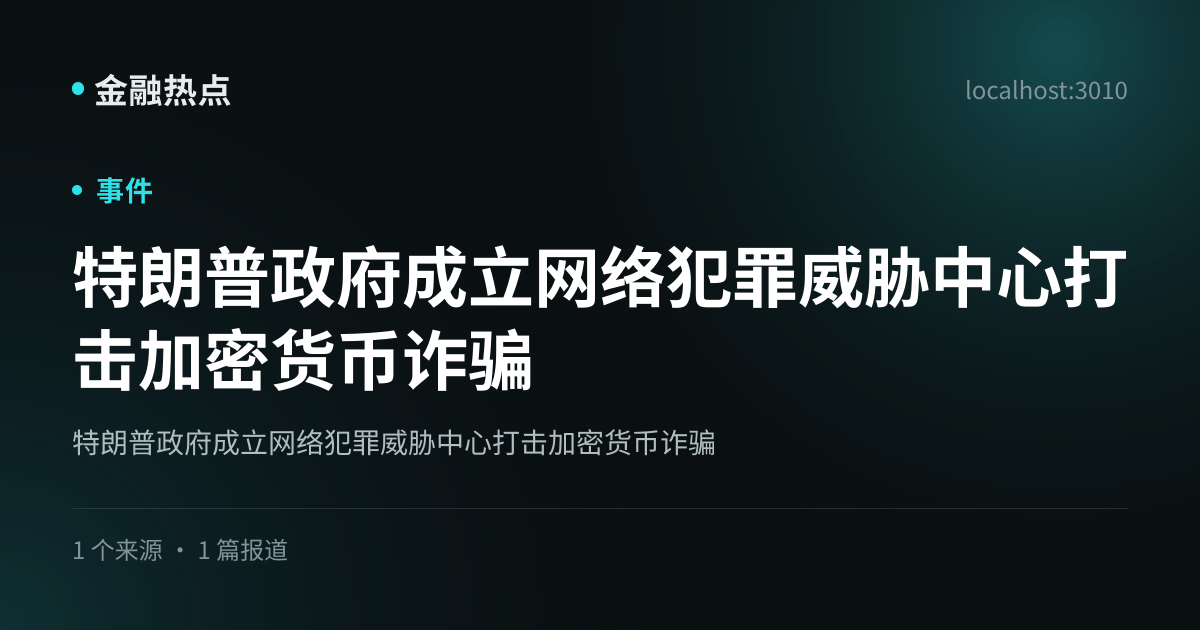 金融热点
localhost:3010
事件
特朗普政府成立网络犯罪威胁中心打
击加密货币诈骗
特朗普政府成立网络犯罪威胁中心打击加密货币诈骗
1 个来源 · 1 篇报道